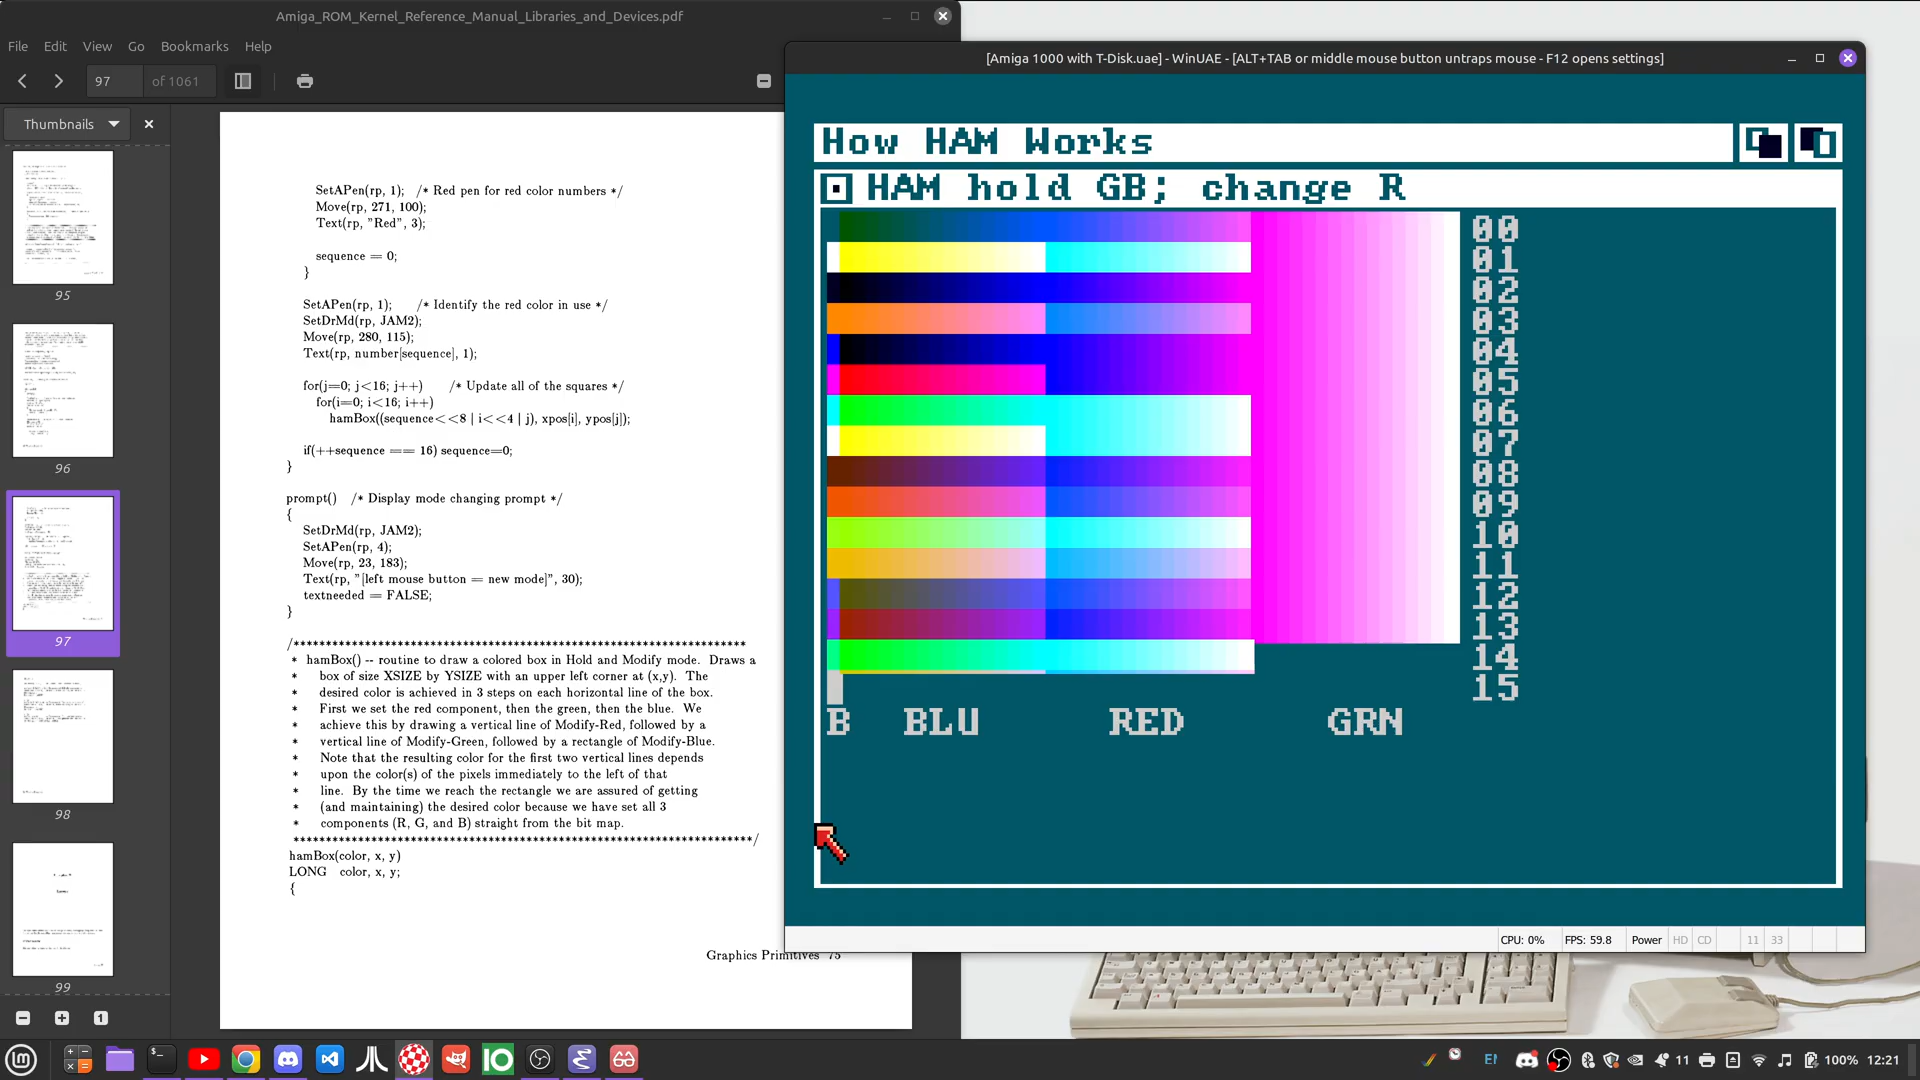 Amiga_ROM_Kernel_Reference_Manual_Libraries_and_Devices.pdf
File Edit View Go Bookmarks Help
97 of 1061
Thumbnails
95
96
97
98
99
SetAPen(rp, 1); /* Red pen for red color numbers */
Move(rp, 271, 100);
Text(rp, "Red", 3);
sequence = 0;
}
SetAPen(rp, 1); /* Identify the red color in use */
SetDrMd(rp, JAM2);
Move(rp, 280, 115);
Text(rp, number[sequence], 1);
for(j=0; j<16; j++) /* Update all of the squares */
for(i=0; i<16; i++)
hamBox((sequence<<8 | i<<4 | j), xpos[i], ypos[j]);
if(++sequence == 16) sequence=0;
}
prompt() /* Display mode changing prompt */
{
SetDrMd(rp, JAM2);
SetAPen(rp, 4);
Move(rp, 23, 183);
Text(rp, "[left mouse button = new mode]", 30);
textneeded = FALSE;
}
/**********************************************************************
* hamBox() -- routine to draw a colored box in Hold and Modify mode. Draws a
* box of size XSIZE by YSIZE with an upper left corner at (x,y). The
* desired color is achieved in 3 steps on each horizontal line of the box.
* First we set the red component, then the green, then the blue. We
* achieve this by drawing a vertical line of Modify-Red, followed by a
* vertical line of Modify-Green, followed by a rectangle of Modify-Blue.
* Note that the resulting color for the first two vertical lines depends
* upon the color(s) of the pixels immediately to the left of that
* line. By the time we reach the rectangle we are assured of getting
* (and maintaining) the desired color because we have set all 3
* components (R, G, and B) straight from the bit map.
**********************************************************************/
hamBox(color, x, y)
LONG color, x, y;
{
Graphics Primitives 75
[Amiga 1000 with T-Disk.uae] - WinUAE - [ALT+TAB or middle mouse button untraps mouse - F12 opens settings]
How HAM Works
HAM hold GB; change R
00
01
02
03
04
05
06
07
08
09
10
11
12
13
14
15
B BLU RED GRN
CPU: 0% FPS: 59.8 Power HD CD 11 33
11 100% 12:21